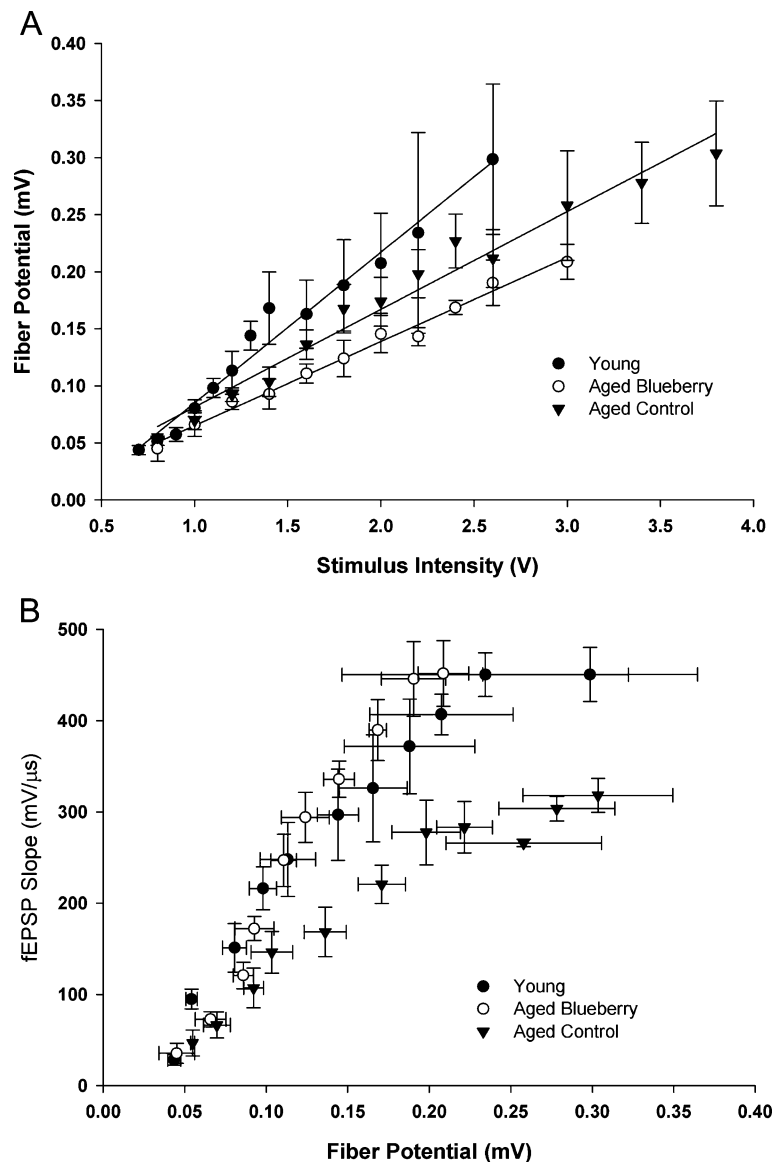 A
0.40
0.35
0.30
0.25
0.20
0.15
0.10
0.05
0.00
Fiber Potential (mV)
Young
Aged Blueberry
Aged Control
0.5 1.0 1.5 2.0 2.5 3.0 3.5 4.0
Stimulus Intensity (V)
B
500
400
300
200
100
0
fEPSP Slope (mV/μs)
Young
Aged Blueberry
Aged Control
0.00 0.05 0.10 0.15 0.20 0.25 0.30 0.35 0.40
Fiber Potential (mV)